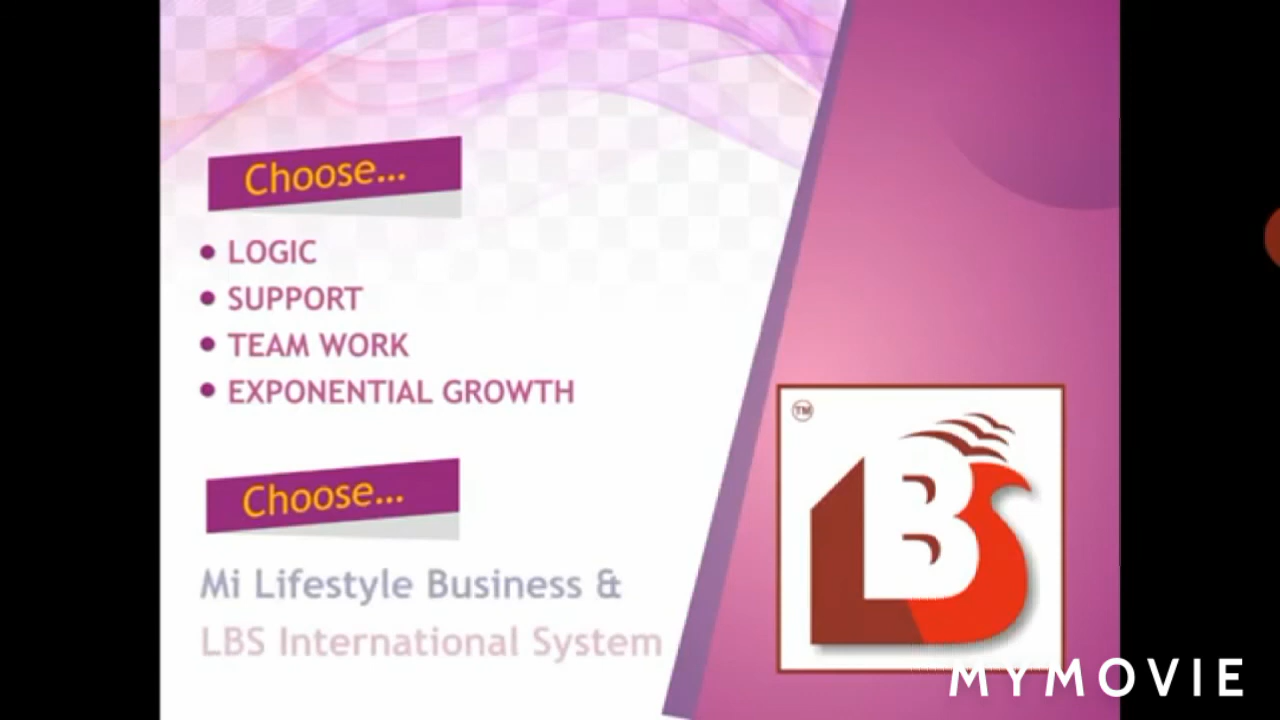 Choose...
LOGIC
SUPPORT
TEAM WORK
EXPONENTIAL GROWTH
Choose...
Mi Lifestyle Business &
LBS International System
TM
LBS
MYMOVIE